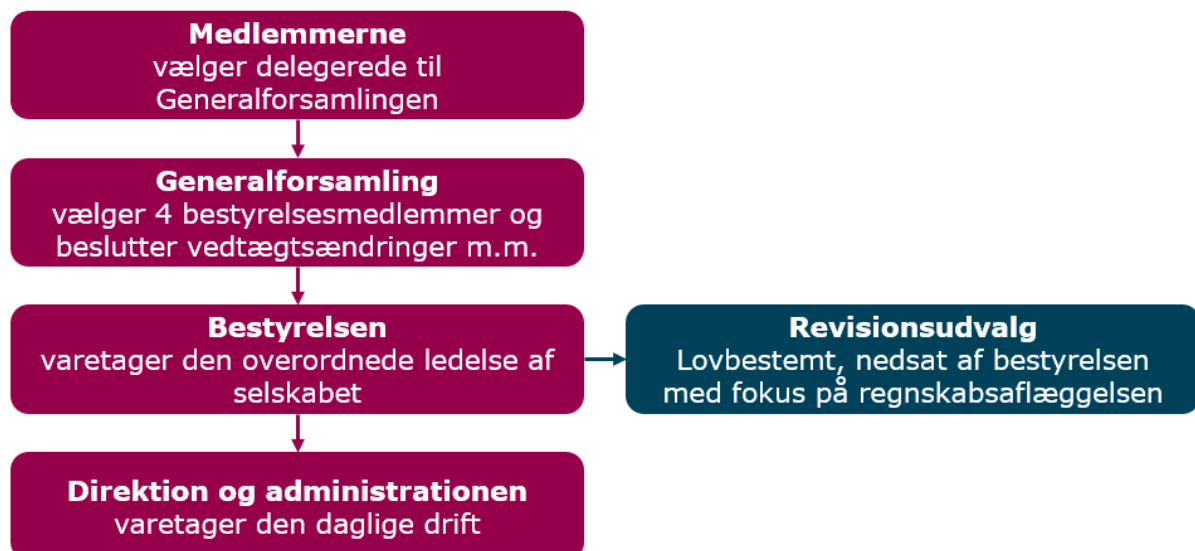 Medlemmerne
vælger delegerede til
Generalforsamlingen
Generalforsamling
vælger 4 bestyrelsesmedlemmer og
beslutter vedtægtsændringer m.m.
Bestyrelsen
varetager den overordnede ledelse af
selskabet
Revisionsudvalg
Lovbestemt, nedsat af bestyrelsen
med fokus på regnskabsaflæggelsen
Direktion og administrationen
varetager den daglige drift